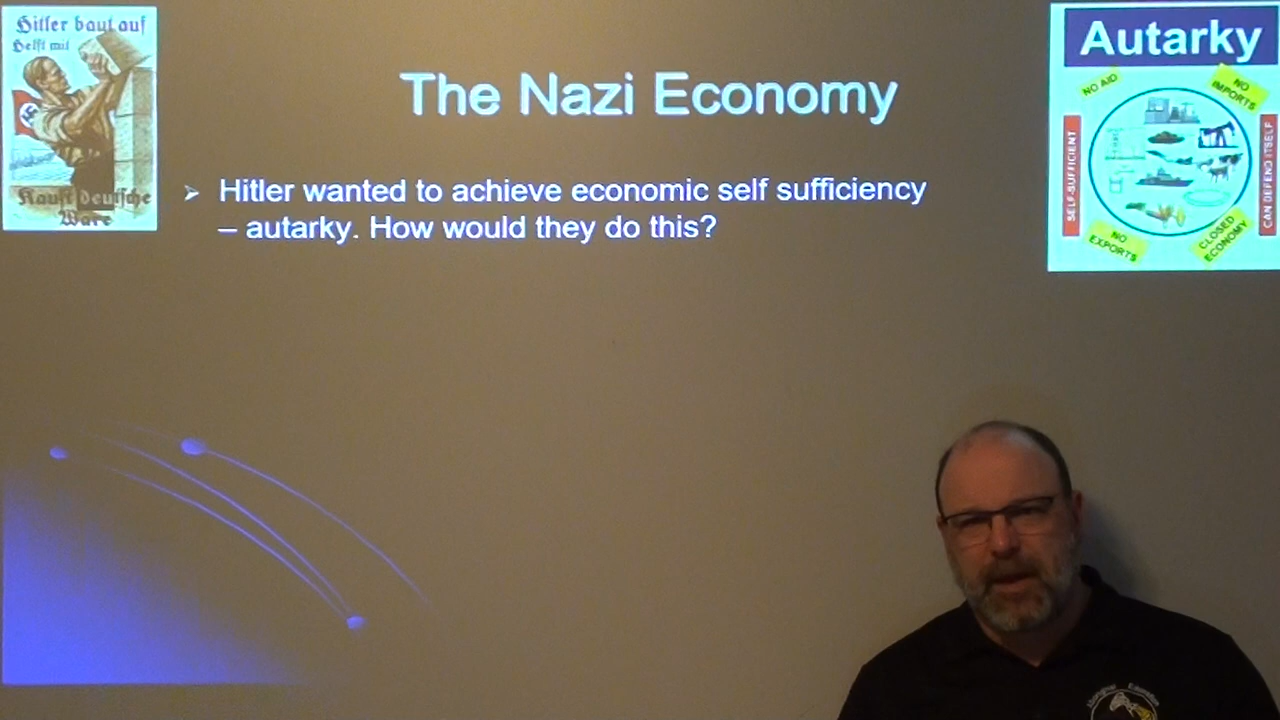 Hitler baut auf
Helft mit
Kauft deutsche
Ware
The Nazi Economy
➢ Hitler wanted to achieve economic self sufficiency
– autarky. How would they do this?
Autarky
NO AID
NO
IMPORTS
SELF-SUFFICIENT
CAN DEFEND ITSELF
NO
EXPORTS
CLOSED
ECONOMY
Education